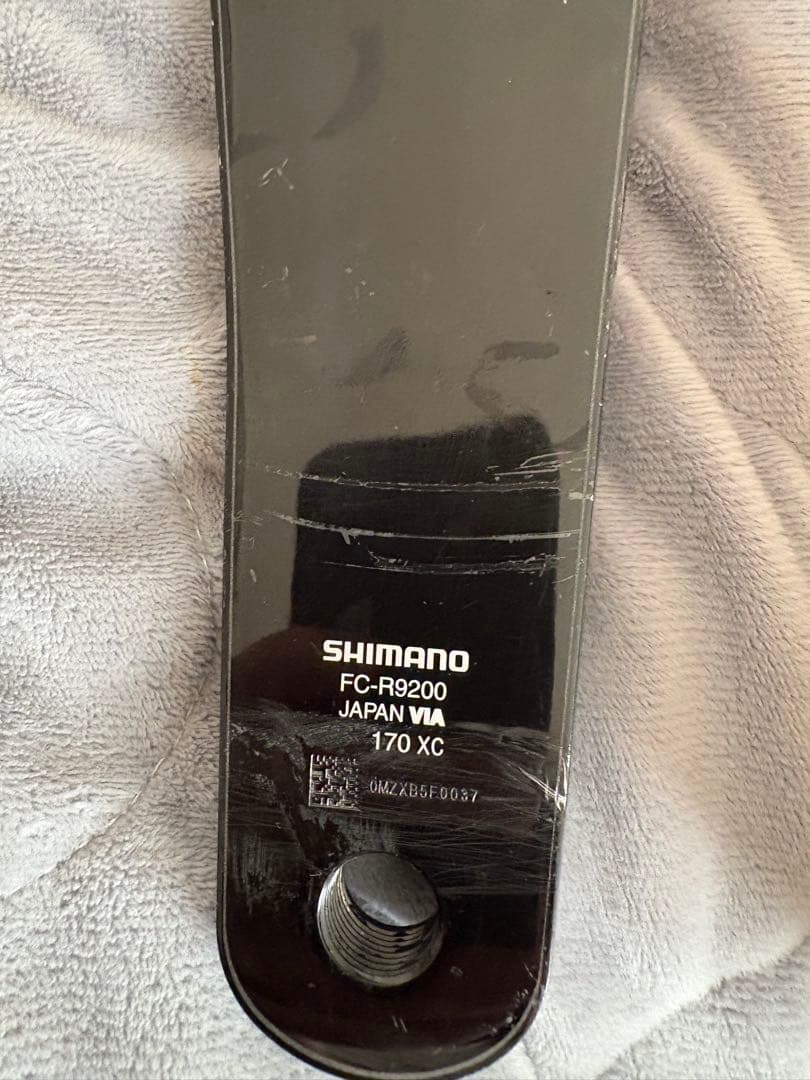 SHIMANO
FC-R9200
JAPAN VIA
170 XC
0MZXB5F0037